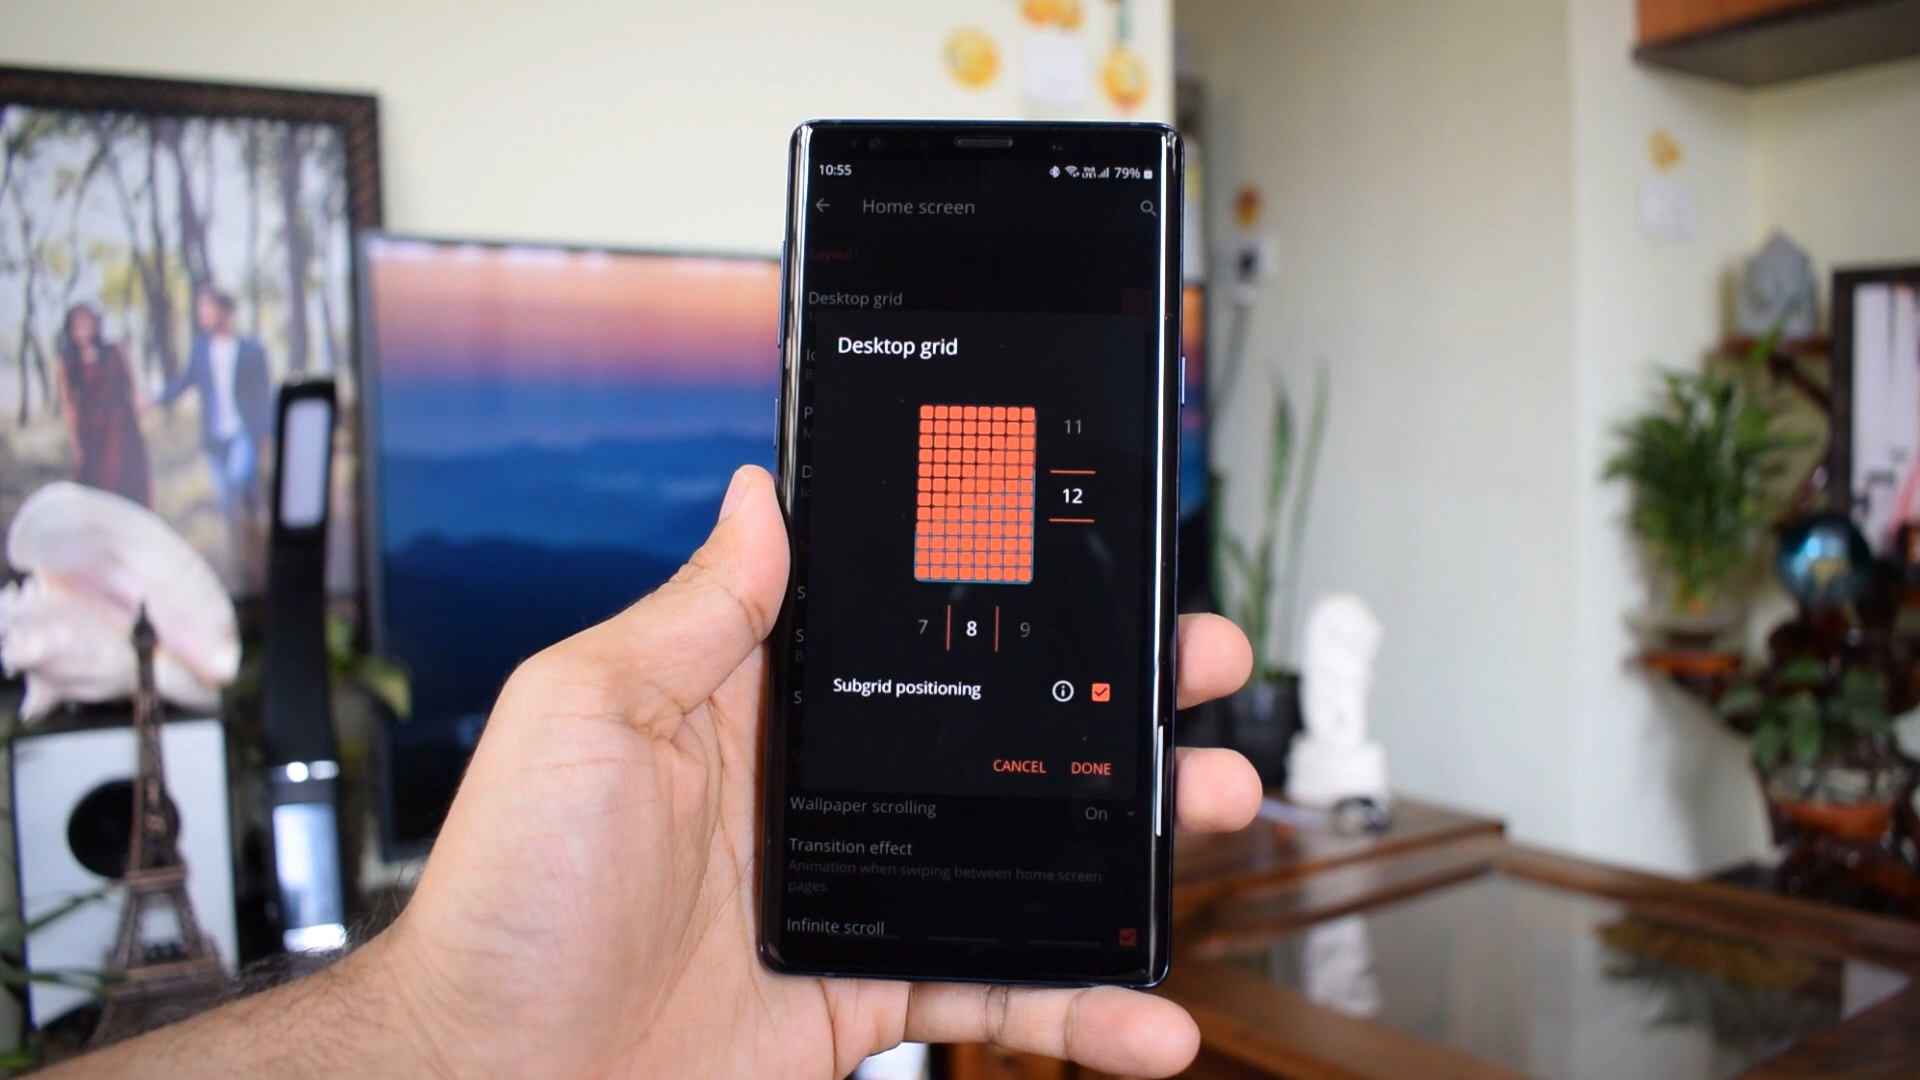 10:55 79%
Home screen
Layout
Desktop grid
Desktop grid
11
12
7 8 9
Subgrid positioning
CANCEL DONE
Wallpaper scrolling On
Transition effect
Animation when swiping between home screen
pages
Infinite scroll